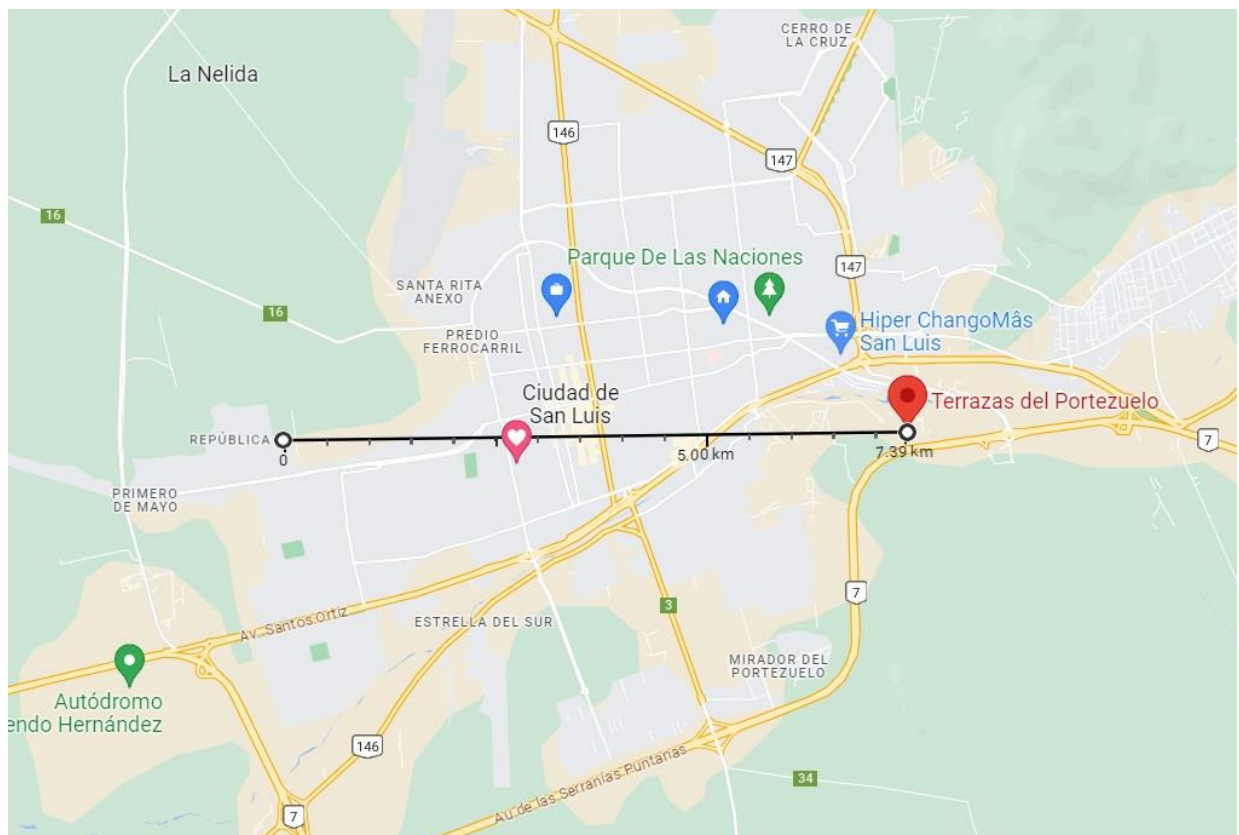 CERRO DE
LA CRUZ
La Nelida
146
147
16
Parque De Las Naciones
147
SANTA RITA
ANEXO
16
PREDIO
FERROCARRIL
Hiper ChangoMâs
San Luis
Ciudad de
San Luis
Terrazas del Portezuelo
REPÚBLICA
0
5.00 km
7.39 km
7
PRIMERO
DE MAYO
7
3
Av. Santos Ortiz
ESTRELLA DEL SUR
MIRADOR DEL
PORTEZUELO
Autódromo
endo Hernández
146
Au. de las Serranías Puntanas
34
7